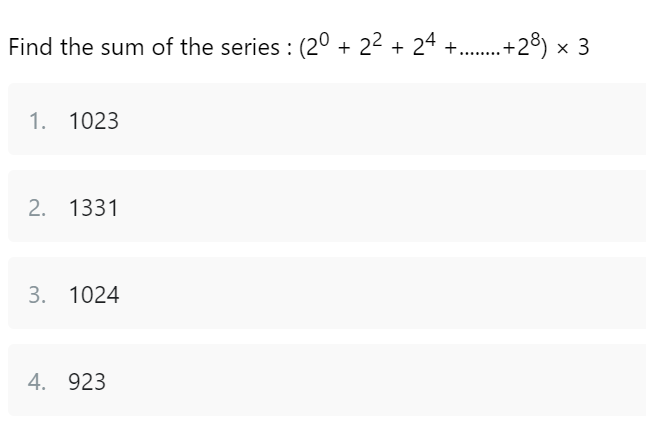 Find the sum of the series : (2⁰ + 2² + 2⁴ +........+2⁸) × 3
1. 1023
2. 1331
3. 1024
4. 923